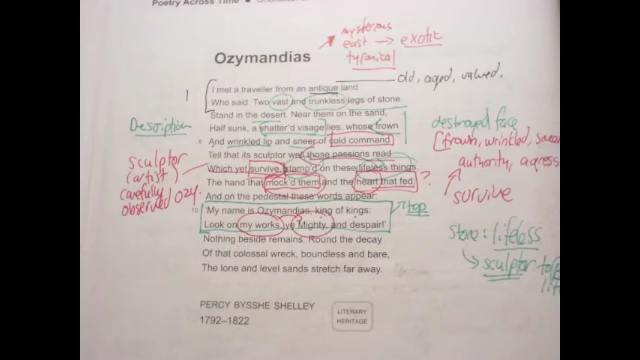 Poetry Across Time
mysterious
east → exotic
tyranical
Ozymandias
old, aged, valued.
1
I met a traveller from an antique land
Who said: Two vast and trunkless legs of stone
Stand in the desert. Near them on the sand,
Half sunk, a shatter'd visage lies, whose frown
5 And wrinkled lip and sneer of cold command
Tell that its sculptor well those passions read
Which yet survive, stamp'd on these lifeless things,
The hand that mock'd them and the heart that fed. ?
And on the pedestal these words appear:
10 'My name is Ozymandias, king of kings:
Look on my works, ye Mighty, and despair!'
Nothing beside remains. Round the decay
Of that colossal wreck, boundless and bare,
The lone and level sands stretch far away.
Description
sculptor
(artist)
carefully
observed Ozy.
destroyed face
[frown, wrinkled,
authority,
survive
top
stone: lifeless
↳ sculptor
PERCY BYSSHE SHELLEY
1792–1822
LITERARY
HERITAGE